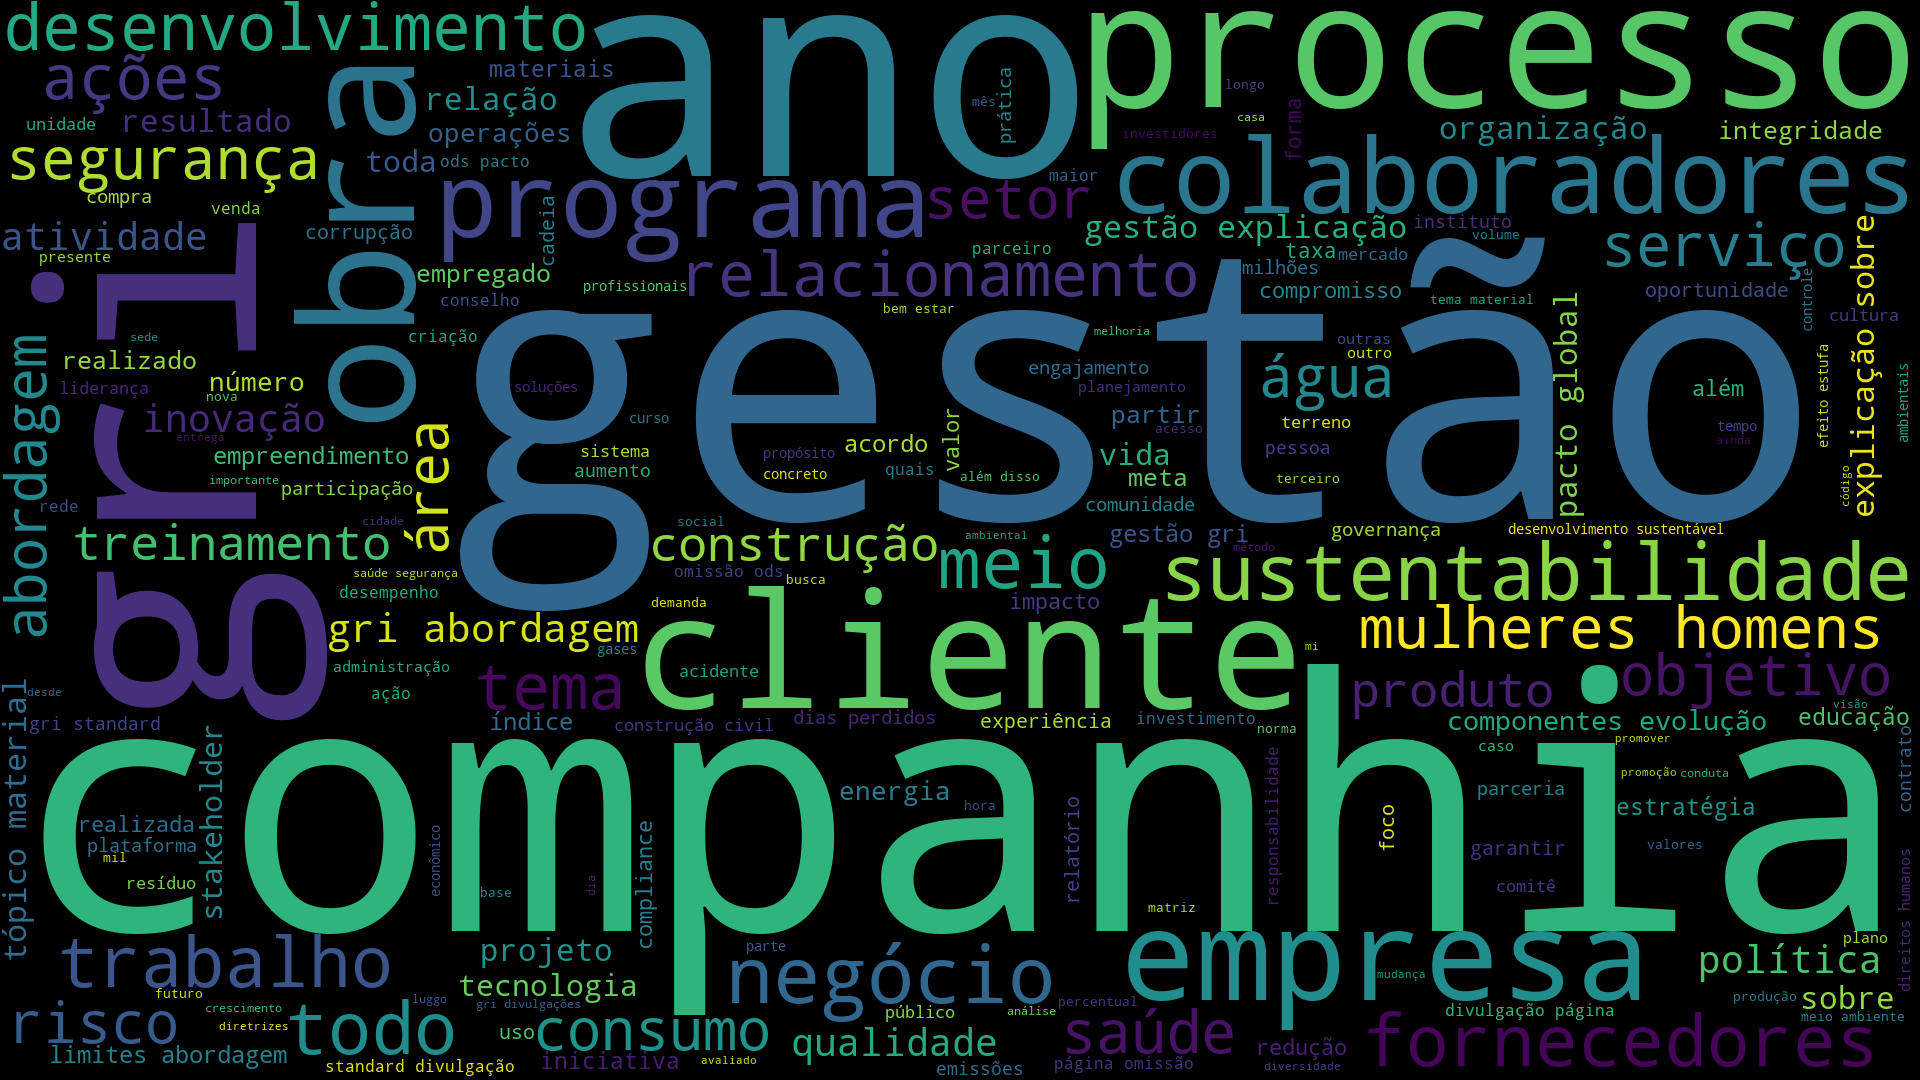 desenvolvimento
ano
processo
ações
materiais
relação
operações
ods pacto
toda
unidade
resultado
segurança
compra
venda
obra
mês
prática
longo
casa
investidores
forma
organização
integridade
colaboradores
maior
programa
setor
cadeia
atividade
presente
corrupção
empregado
conselho
criação
profissionais
relacionamento
parceiro
gestão explicação
instituto
volume
taxa
mercado
milhões
compromisso
tema material
serviço
explicação sobre
oportunidade
controle
cultura
bem estar
melhoria
gri
gestão
abordagem
sede
realizado
liderança
número
nova
inovação
entrega
empreendimento
importante
participação
rede
cidade
área
soluções
curso
sistema
aumento
propósito
concreto
acordo
quais
valor
além disso
engajamento
planejamento
partir
acesso
vida
meta
comunidade
água
outras
outro
terreno
pessoa
terceiro
pacto global
além
tempo
ainda
efeito estufa
ambientais
código
treinamento
saúde segurança
desempenho
social
construção
omissão ods
busca
ambiental
meio
gestão gri
método
governança
desenvolvimento sustentável
sustentabilidade
gri abordagem
gases
demanda
impacto
cliente
mi
mulheres homens
administração
ação
acidente
tema
produto
objetivo
desde
gri standard
índice
construção civil
dias perdidos
experiência
investimento
norma
componentes evolução
visão
educação
tópico material
stakeholder
companhia
caso
promover
promoção
conduta
contrato
energia
hora
parceria
estratégia
realizada
plataforma
mil
resíduo
econômico
base
dia
compliance
relatório
responsabilidade
foco
garantir
valores
comitê
matriz
direitos humanos
trabalho
projeto
parte
negócio
empresa
mudança
política
plano
futuro
crescimento
diretrizes
luggo
tecnologia
gri divulgações
público
análise
percentual
divulgação página
produção
sobre
meio ambiente
risco
todo
uso
consumo
qualidade
saúde
redução
fornecedores
limites abordagem
standard divulgação
iniciativa
avaliado
emissões
página omissão
diversidade